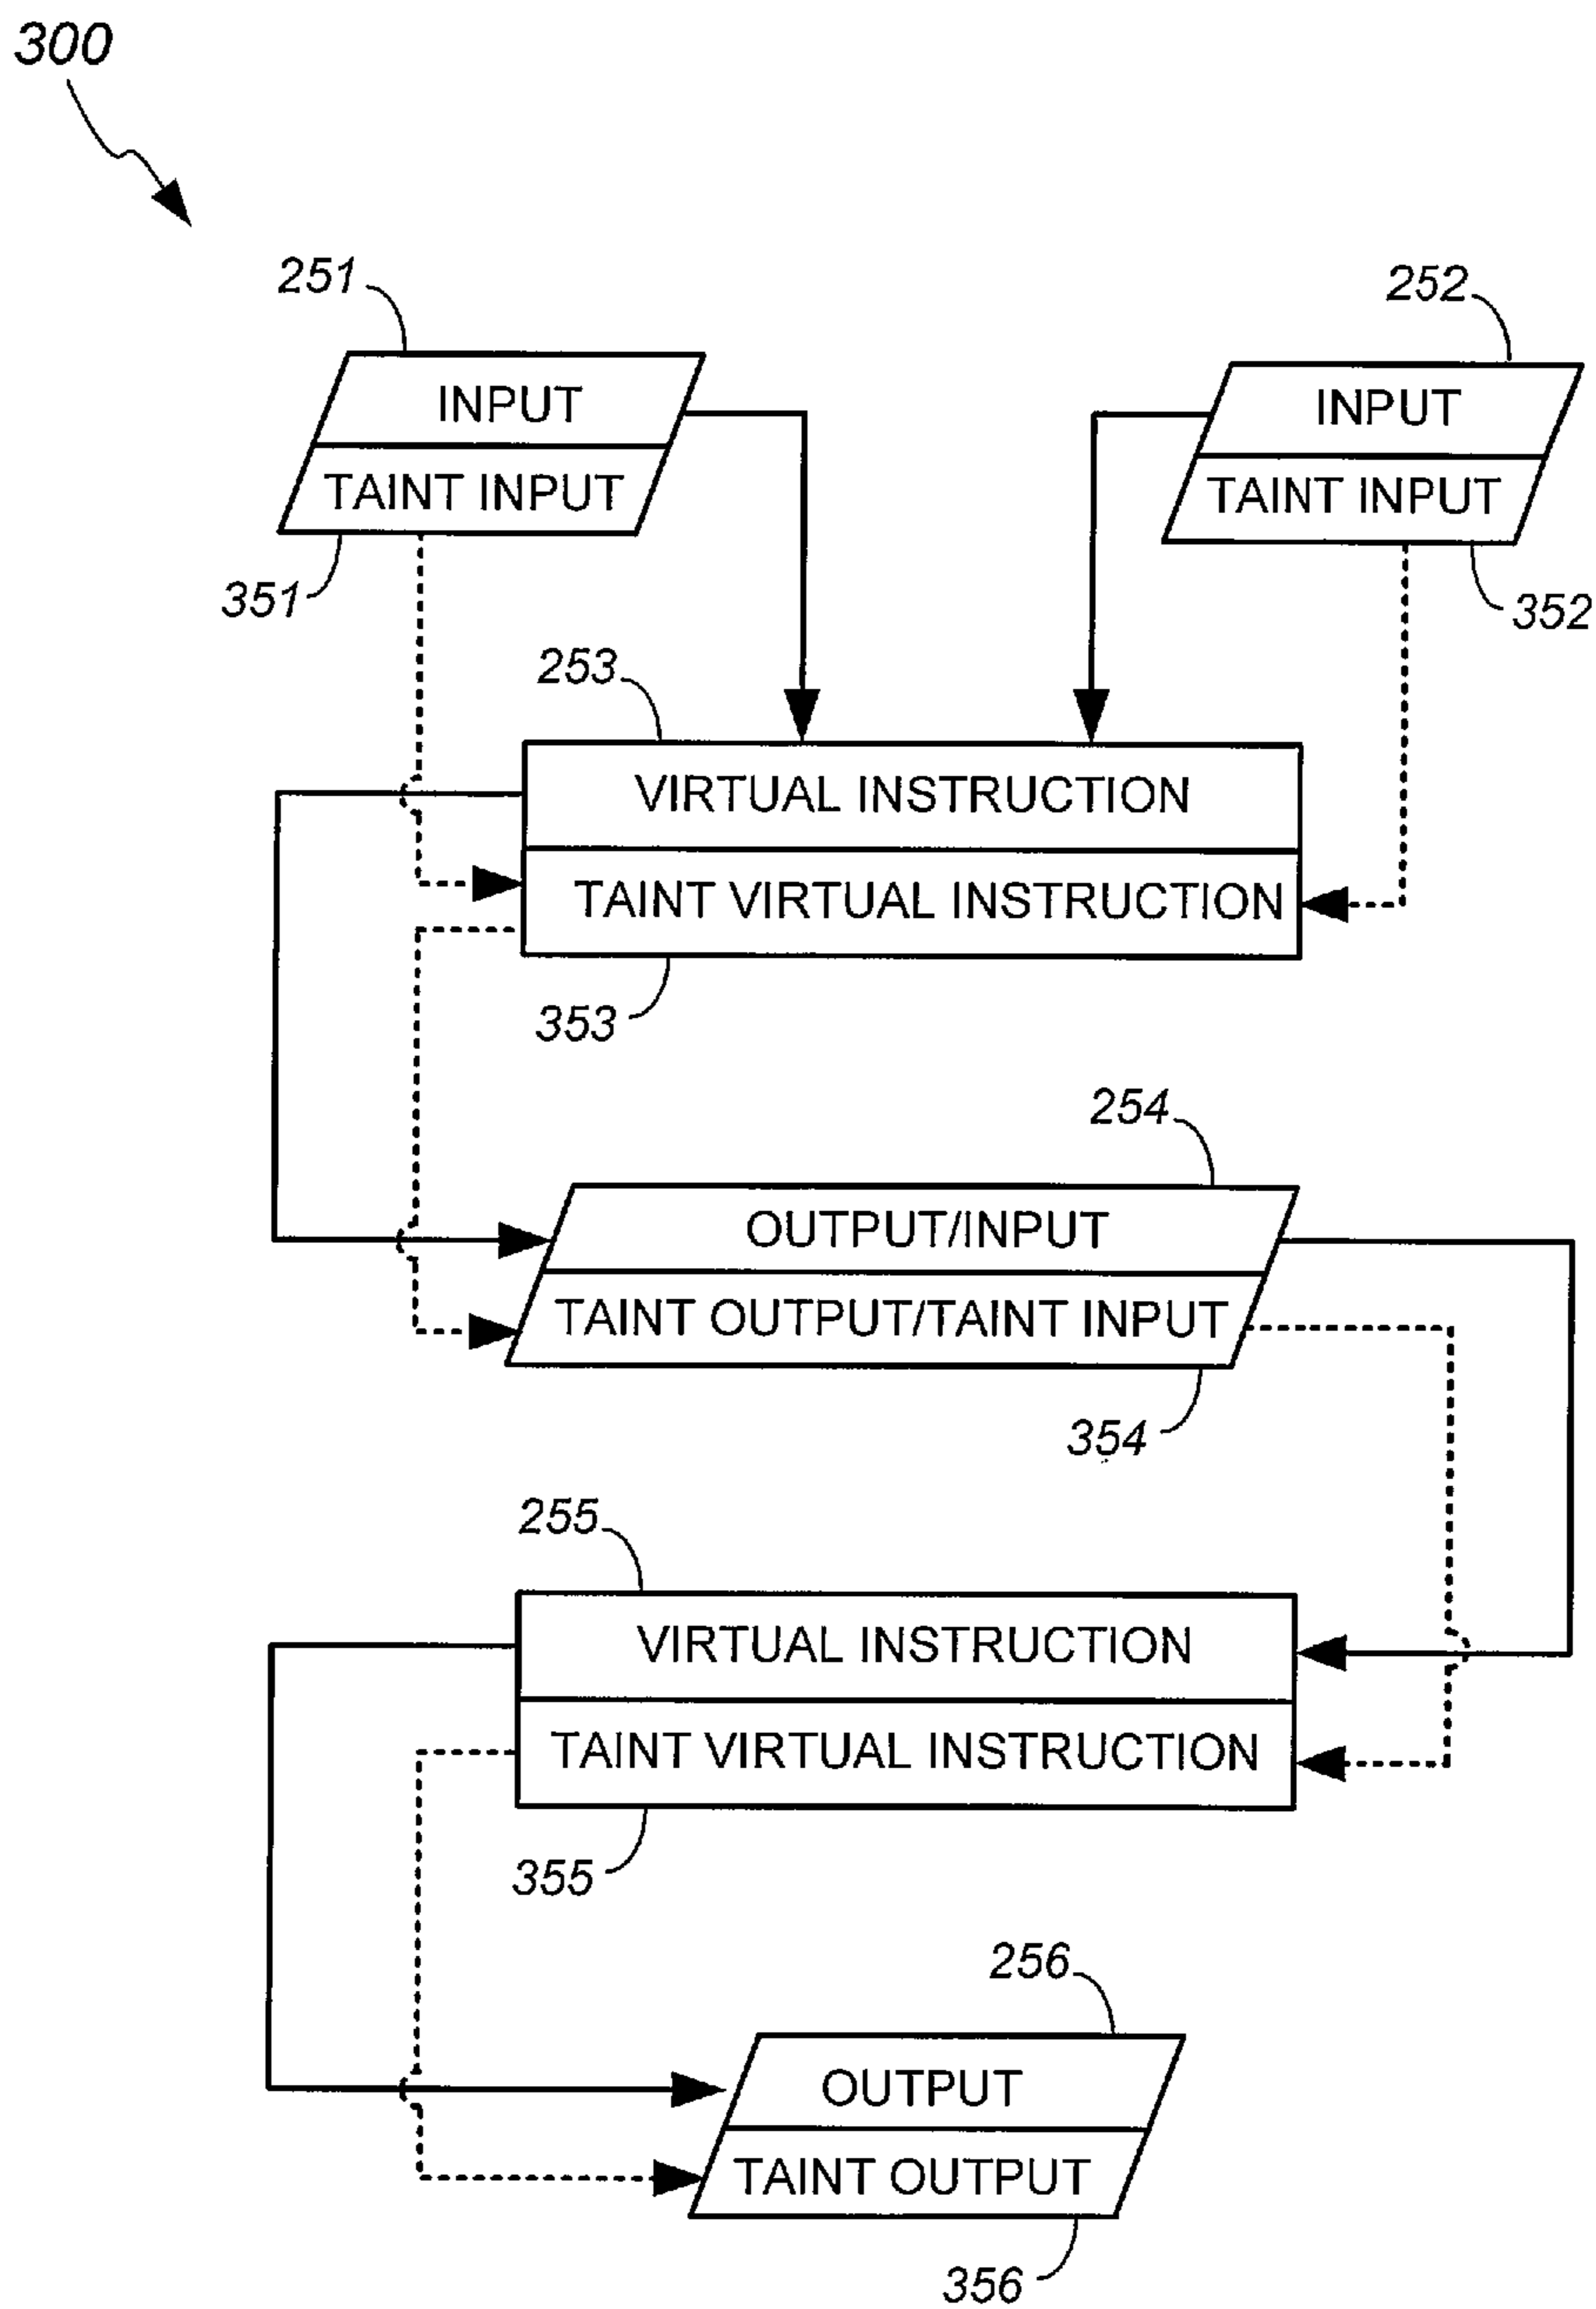 300
251
252
INPUT
INPUT
TAINT INPUT
TAINT INPUT
351
352
253
VIRTUAL INSTRUCTION
TAINT VIRTUAL INSTRUCTION
353
254
OUTPUT/INPUT
TAINT OUTPUT/TAINT INPUT
354
255
VIRTUAL INSTRUCTION
TAINT VIRTUAL INSTRUCTION
355
256
OUTPUT
TAINT OUTPUT
356